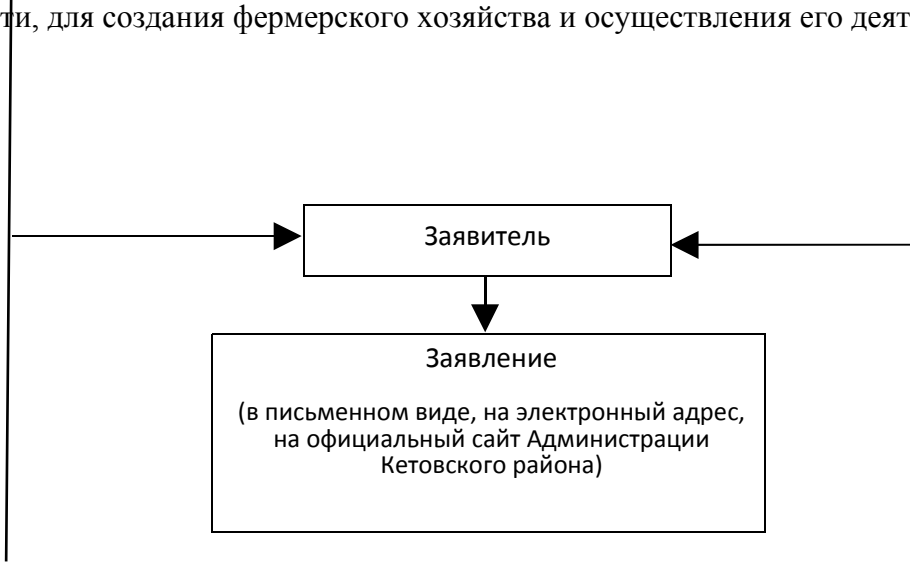 ти, для создания фермерского хозяйства и осуществления его деят
Заявитель
Заявление
(в письменном виде, на электронный адрес,
на официальный сайт Администрации
Кетовского района)